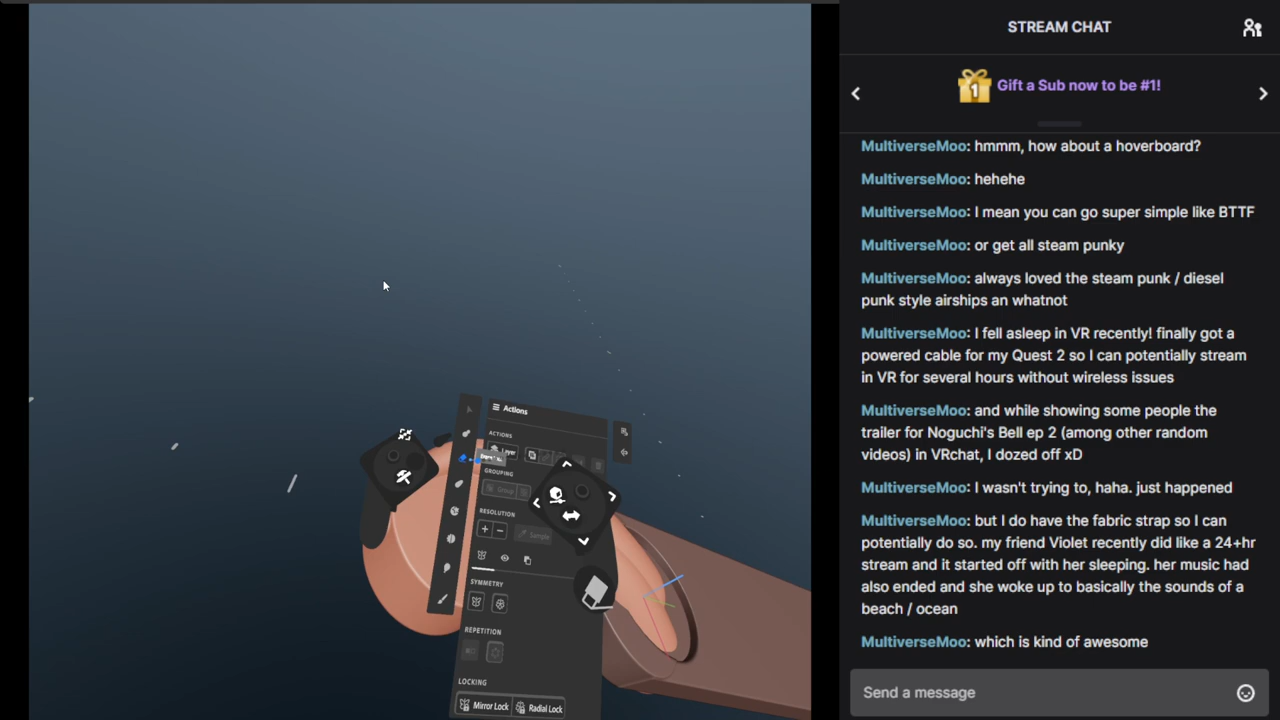 STREAM CHAT
1
Gift a Sub now to be #1!
MultiverseMoo: hmmm, how about a hoverboard?
MultiverseMoo: hehehe
MultiverseMoo: I mean you can go super simple like BTTF
MultiverseMoo: or get all steam punky
MultiverseMoo: always loved the steam punk / diesel
punk style airships an whatnot
MultiverseMoo: I fell asleep in VR recently! finally got a
powered cable for my Quest 2 so I can potentially stream
in VR for several hours without wireless issues
MultiverseMoo: and while showing some people the
trailer for Noguchi's Bell ep 2 (among other random
videos) in VRchat, I dozed off xD
MultiverseMoo: I wasn't trying to, haha. just happened
MultiverseMoo: but I do have the fabric strap so I can
potentially do so. my friend Violet recently did like a 24+hr
stream and it started off with her sleeping. her music had
also ended and she woke up to basically the sounds of a
beach / ocean
MultiverseMoo: which is kind of awesome
Send a message
Actions
ACTIONS
Layer
GROUPING
Group
RESOLUTION
Sample
SYMMETRY
REPETITION
LOCKING
Mirror Lock
Radial Lock